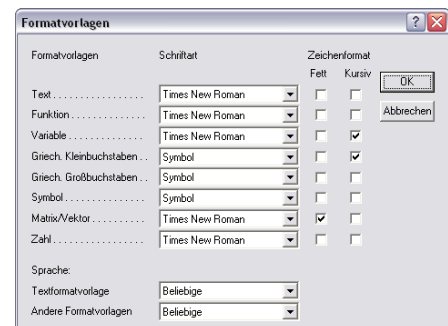 Formatvorlagen
Formatvorlagen Schriftart Zeichenformat
Fett Kursiv
OK
Text . . . . . . . . . . . . . . . . Times New Roman
Abbrechen
Funktion . . . . . . . . . . . . . Times New Roman
Variable . . . . . . . . . . . . . Times New Roman
Griech. Kleinbuchstaben . . Symbol
Griech. Großbuchstaben . . Symbol
Symbol . . . . . . . . . . . . . . Symbol
Matrix/Vektor . . . . . . . . . . Times New Roman
Zahl . . . . . . . . . . . . . . . . Times New Roman
Sprache:
Textformatvorlage Beliebige
Andere Formatvorlagen Beliebige